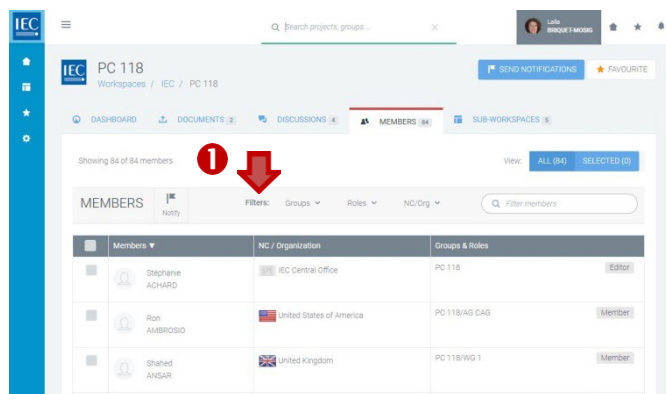 IEC
Search projects, groups ...
Laila
BRIQUET-MOSIG
IEC
PC 118
Workspaces / IEC / PC 118
SEND NOTIFICATIONS
FAVOURITE
DASHBOARD
DOCUMENTS 2
DISCUSSIONS 4
MEMBERS 84
SUB-WORKSPACES 5
Showing 84 of 84 members
1
View:
ALL (84)
SELECTED (0)
MEMBERS
Notify
Filters:
Groups
Roles
NC/Org
Filter members
Members
NC / Organization
Groups & Roles
Stéphanie
ACHARD
IEC Central Office
PC 118
Editor
Ron
AMBROSIO
United States of America
PC 118/AG CAG
Member
Shahed
ANSAR
United Kingdom
PC 118/WG 1
Member